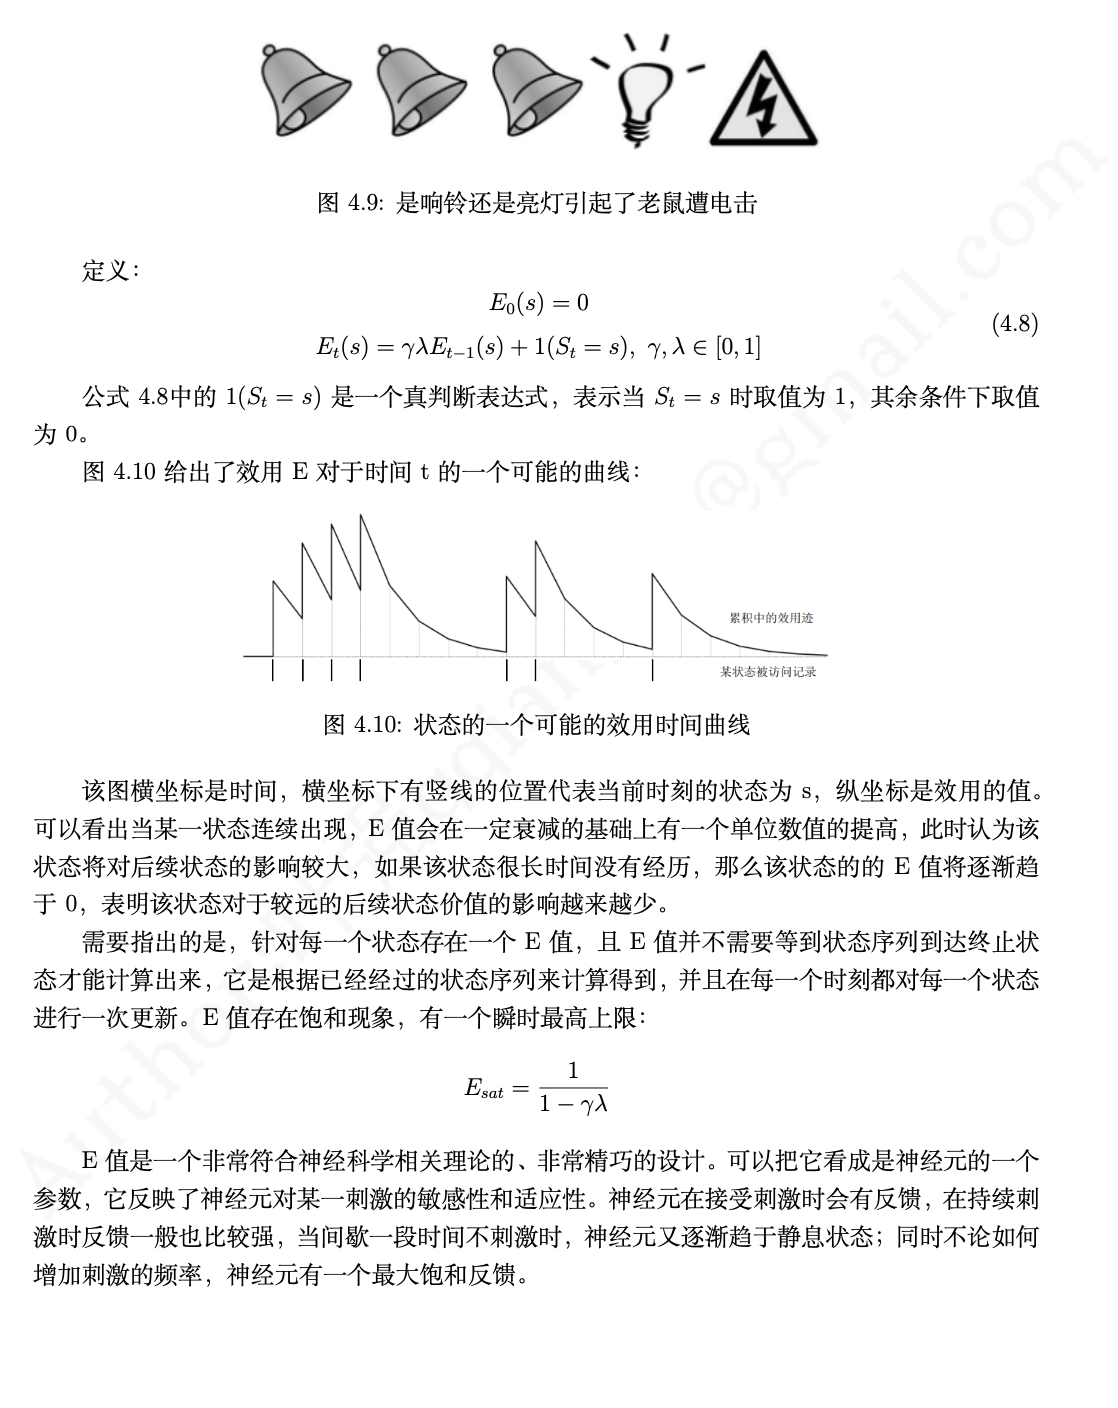 图 4.9: 是响铃还是亮灯引起了老鼠遭电击
定义：
E₀(s) = 0
Eₜ(s) = γλEₜ₋₁(s) + 1(Sₜ = s), γ, λ ∈ [0, 1]
(4.8)
公式 4.8中的 1(Sₜ = s) 是一个真判断表达式，表示当 Sₜ = s 时取值为 1，其余条件下取值
为 0。
图 4.10 给出了效用 E 对于时间 t 的一个可能的曲线：
累积中的效用迹
某状态被访问记录
图 4.10: 状态的一个可能的效用时间曲线
该图横坐标是时间，横坐标下有竖线的位置代表当前时刻的状态为 s，纵坐标是效用的值。
可以看出当某一状态连续出现，E 值会在一定衰减的基础上有一个单位数值的提高，此时认为该
状态将对后续状态的影响较大，如果该状态很长时间没有经历，那么该状态的的 E 值将逐渐趋
于 0，表明该状态对于较远的后续状态价值的影响越来越少。
需要指出的是，针对每一个状态存在一个 E 值，且 E 值并不需要等到状态序列到达终止状
态才能计算出来，它是根据已经经过的状态序列来计算得到，并且在每一个时刻都对每一个状态
进行一次更新。E 值存在饱和现象，有一个瞬时最高上限：
E_sat = 1 / (1 − γλ)
E 值是一个非常符合神经科学相关理论的、非常精巧的设计。可以把它看成是神经元的一个
参数，它反映了神经元对某一刺激的敏感性和适应性。神经元在接受刺激时会有反馈，在持续刺
激时反馈一般也比较强，当间歇一段时间不刺激时，神经元又逐渐趋于静息状态；同时不论如何
增加刺激的频率，神经元有一个最大饱和反馈。